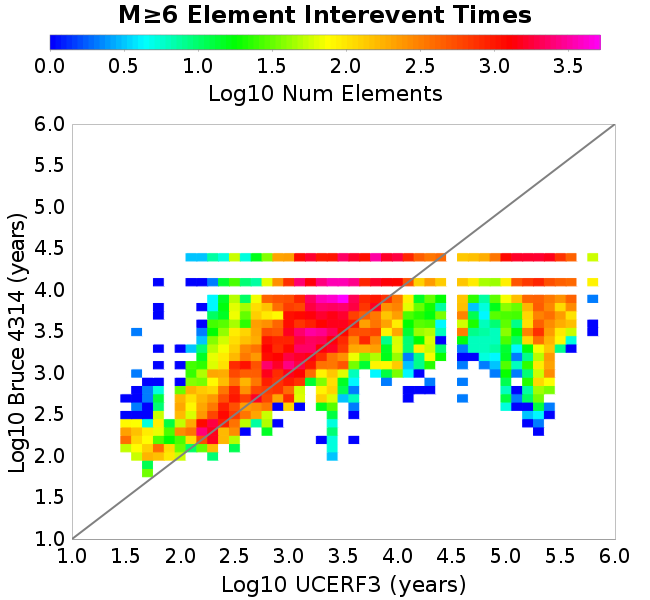 M≥6 Element Interevent Times
0.0 0.5 1.0 1.5 2.0 2.5 3.0 3.5
Log10 Num Elements
Log10 Bruce 4314 (years)
6.0
5.5
5.0
4.5
4.0
3.5
3.0
2.5
2.0
1.5
1.0
1.0 1.5 2.0 2.5 3.0 3.5 4.0 4.5 5.0 5.5 6.0
Log10 UCERF3 (years)